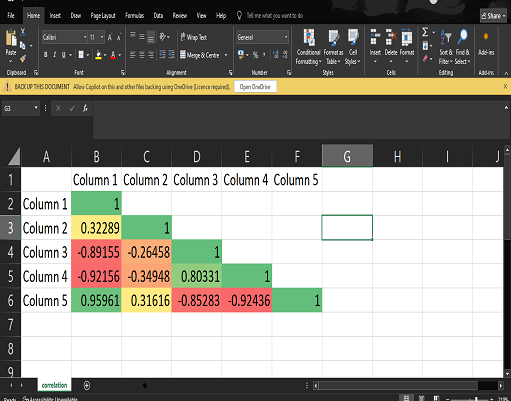 File Home Insert Draw Page Layout Formulas Data Review View Help Tell me what you want to do Share
Paste Calibri 11 A A Wrap Text General Conditional Formatting Format as Table Cell Styles Insert Delete Format Sort & Filter Find & Select Add-ins
B I U Merge & Centre
Clipboard Font Alignment Number Styles Cells Editing Add-ins
BACK UP THIS DOCUMENT Allow Copilot on this and other files backing using OneDrive (Licence required). Open OneDrive
G3 fx
A B C D E F G H I J
1 Column 1 Column 2 Column 3 Column 4 Column 5
2 Column 1 1
3 Column 2 0.32289 1
4 Column 3 -0.89155 -0.26458 1
5 Column 4 -0.92156 -0.34948 0.80331 1
6 Column 5 0.95961 0.31616 -0.85283 -0.92436 1
7
8
9
correlation
Ready Accessibility: Unavailable 210%